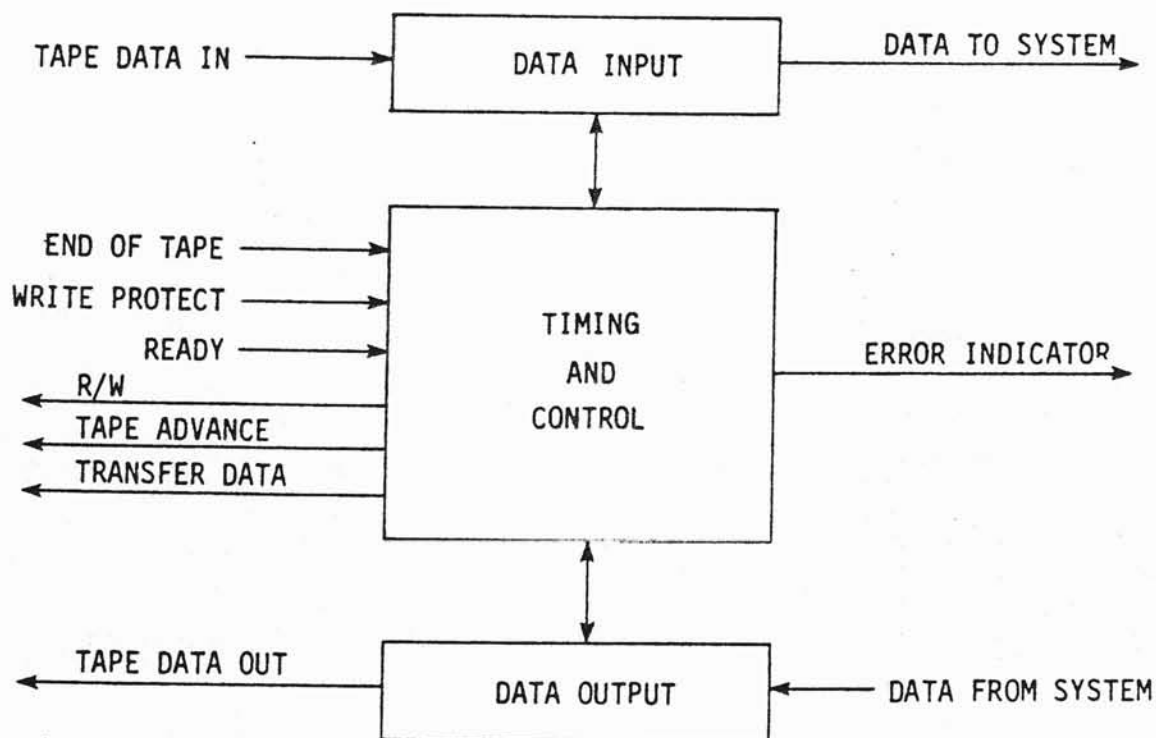 TAPE DATA IN
DATA INPUT
DATA TO SYSTEM
END OF TAPE
WRITE PROTECT
READY
R/W
TAPE ADVANCE
TRANSFER DATA
TIMING
AND
CONTROL
ERROR INDICATOR
TAPE DATA OUT
DATA OUTPUT
DATA FROM SYSTEM